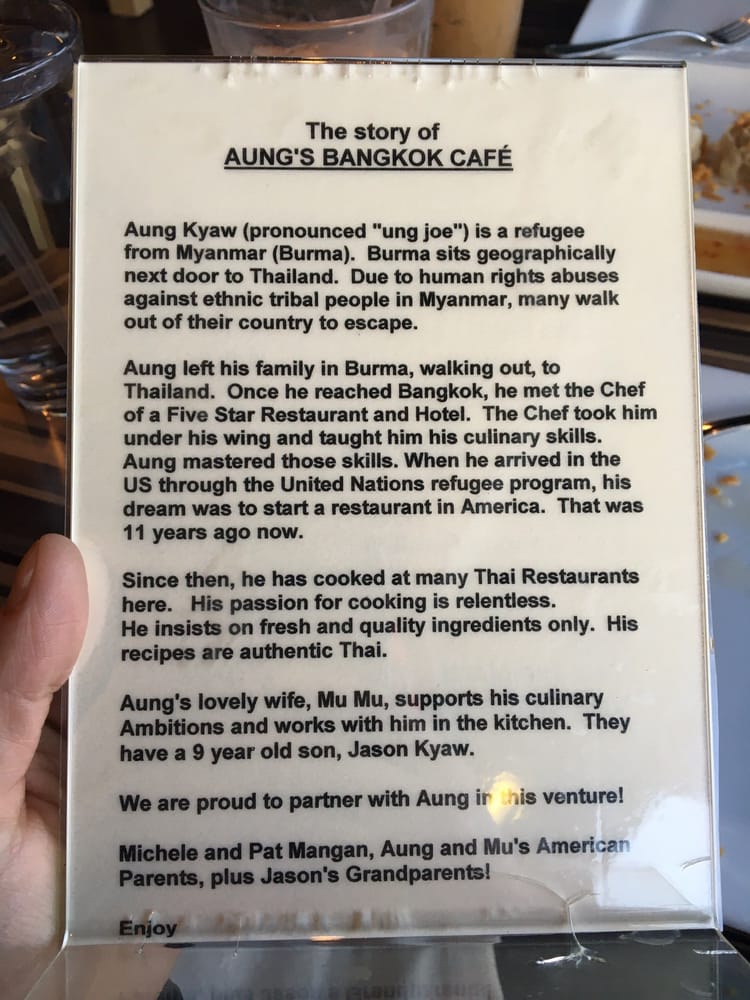 The story of
AUNG'S BANGKOK CAFÉ
Aung Kyaw (pronounced "ung joe") is a refugee
from Myanmar (Burma). Burma sits geographically
next door to Thailand. Due to human rights abuses
against ethnic tribal people in Myanmar, many walk
out of their country to escape.
Aung left his family in Burma, walking out, to
Thailand. Once he reached Bangkok, he met the Chef
of a Five Star Restaurant and Hotel. The Chef took him
under his wing and taught him his culinary skills.
Aung mastered those skills. When he arrived in the
US through the United Nations refugee program, his
dream was to start a restaurant in America. That was
11 years ago now.
Since then, he has cooked at many Thai Restaurants
here. His passion for cooking is relentless.
He insists on fresh and quality ingredients only. His
recipes are authentic Thai.
Aung's lovely wife, Mu Mu, supports his culinary
Ambitions and works with him in the kitchen. They
have a 9 year old son, Jason Kyaw.
We are proud to partner with Aung in this venture!
Michele and Pat Mangan, Aung and Mu's American
Parents, plus Jason's Grandparents!
Enjoy